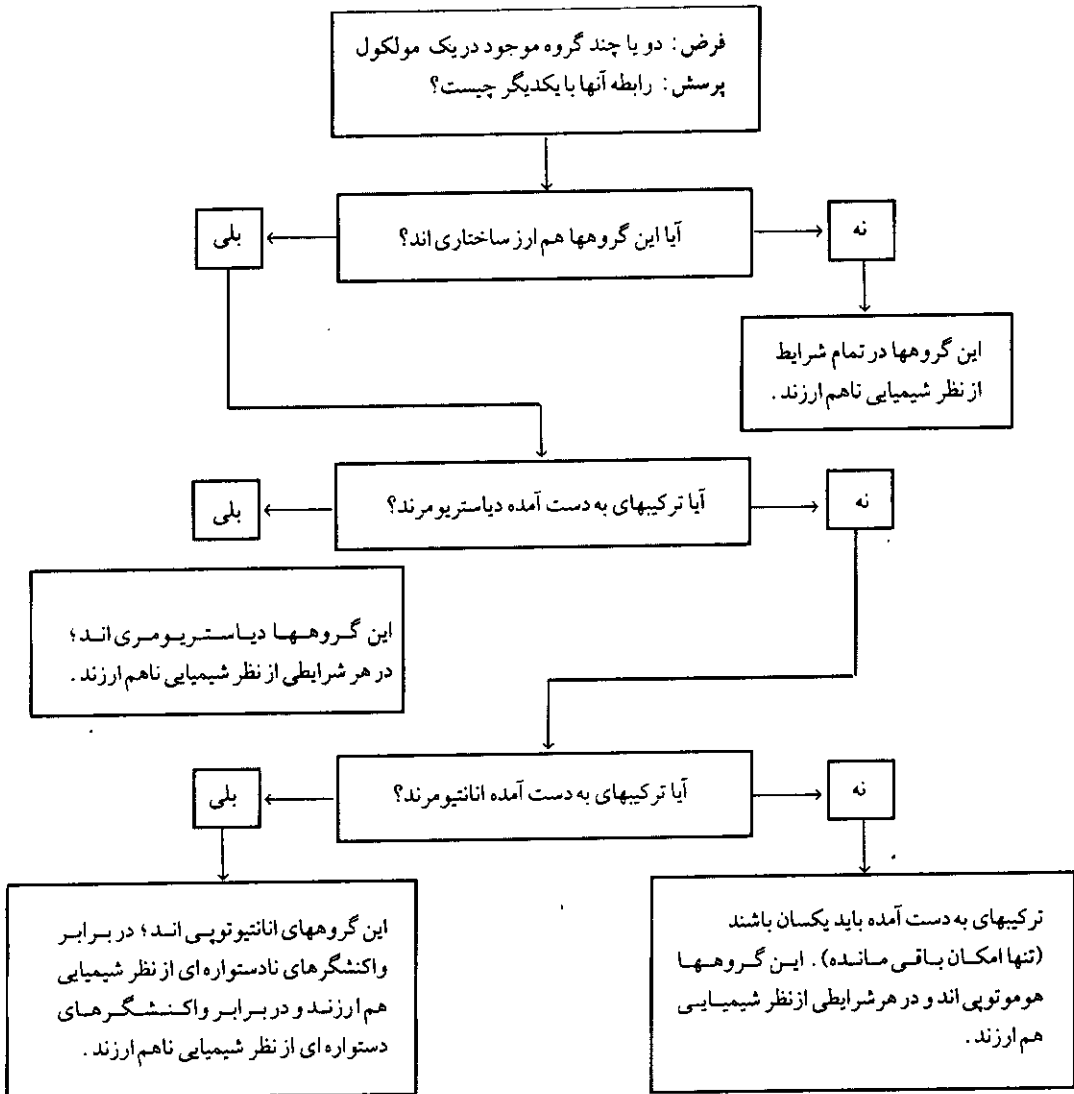 فرض: دو یا چند گروه موجود در یک مولکول
پرسش: رابطه آنها با یکدیگر چیست؟
نه
آیا این گروهها هم ارز ساختاری اند؟
بلی
این گروهها در تمام شرایط
از نظر شیمیایی ناهم ارزند.
نه
آیا ترکیبهای به دست آمده دیاستریومرند؟
بلی
این گروهها دیاستریومری اند؛
در هر شرایطی از نظر شیمیایی ناهم ارزند.
نه
آیا ترکیبهای به دست آمده انانتیومرند؟
بلی
ترکیبهای به دست آمده باید یکسان باشند
(تنها امکان باقی مانده). این گروهها
هوموتوپی اند و در هر شرایطی از نظر شیمیایی
هم ارزند.
این گروههای انانتیوتوپی اند؛ در برابر
واکنشگرهای نادستواره ای از نظر شیمیایی
هم ارزند و در برابر واکنشگرهای
دستواره ای از نظر شیمیایی ناهم ارزند.